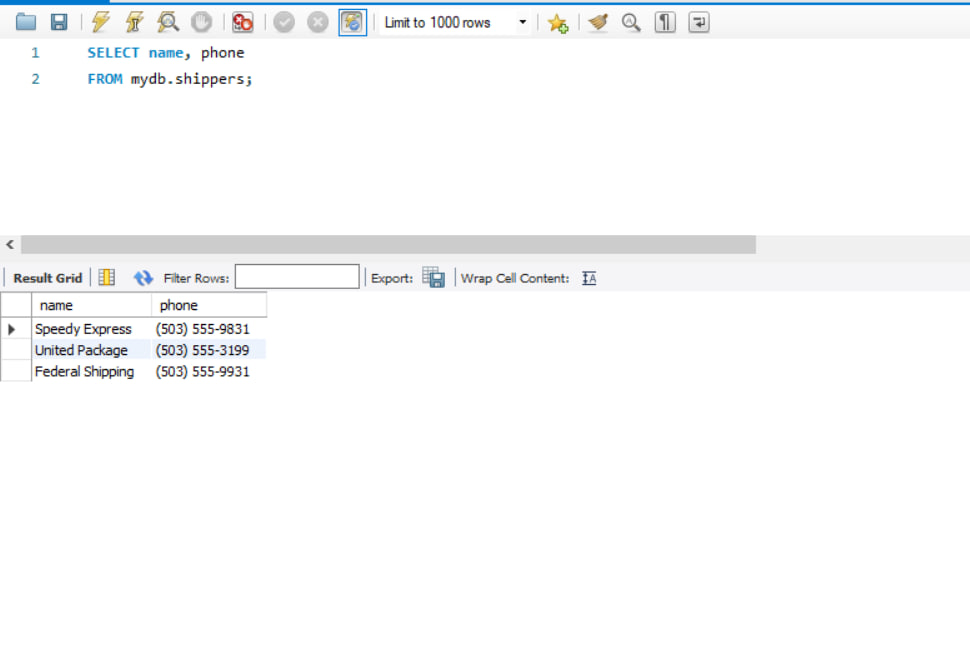 Limit to 1000 rows
1 SELECT name, phone
2 FROM mydb.shippers;
Result Grid Filter Rows: Export: Wrap Cell Content:
name phone
Speedy Express (503) 555-9831
United Package (503) 555-3199
Federal Shipping (503) 555-9931